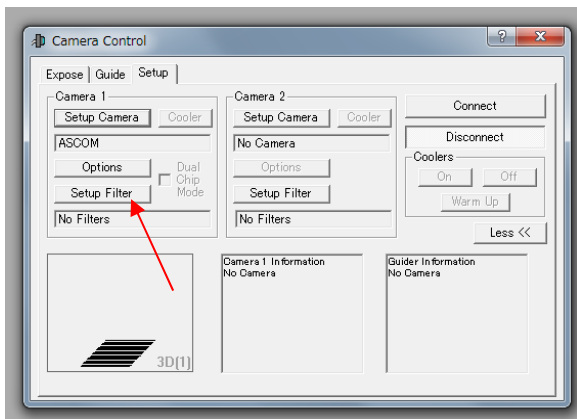 Camera Control
Expose Guide Setup
Camera 1
Setup Camera Cooler
ASCOM
Options
Dual Chip Mode
Setup Filter
No Filters
Camera 2
Setup Camera Cooler
No Camera
Options
Setup Filter
No Filters
Connect
Disconnect
Coolers
On Off
Warm Up
Less <<
3D(1)
Camera 1 Information
No Camera
Guider Information
No Camera